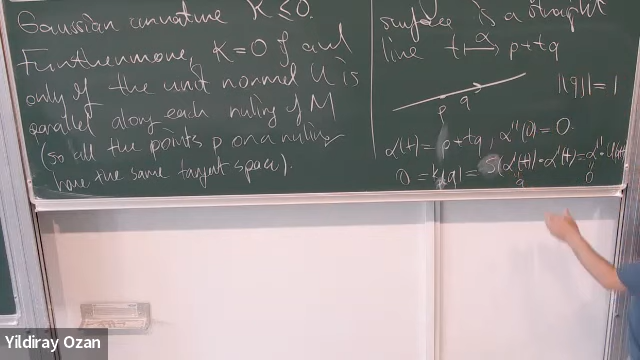 Gaussian curvature K ≤ 0.
Furthermore, K = 0 if and
only if the unit normal U is
parallel along each ruling of M
(so all the points p on a ruling
have the same tangent space).
surface is a straight
line t ↦ᵅ p + tq
p q ||q|| = 1
α(t) = p + tq, α''(t) = 0.
0 = k(q) = S(α'(t)) · α'(t) = α'' · U(t)
q 0
Yildiray Ozan